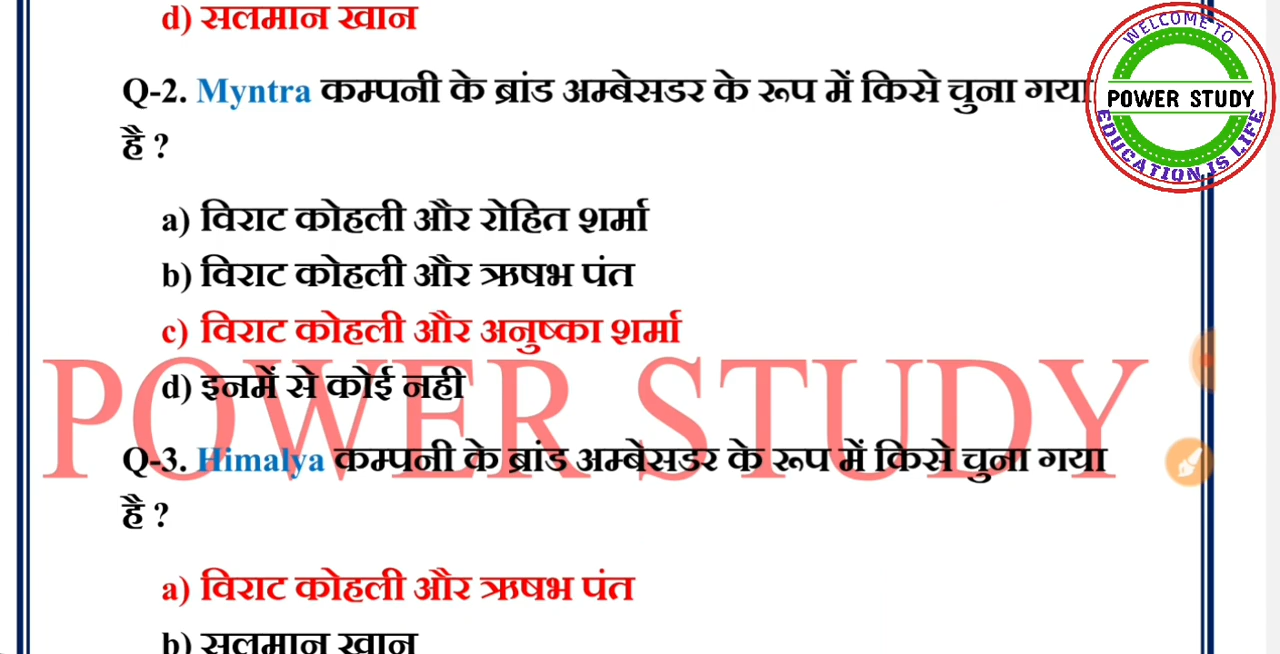 d) सलमान खान
WELCOME TO
POWER STUDY
EDUCATION IS LIFE
Q-2. Myntra कम्पनी के ब्रांड अम्बेसडर के रूप में किसे चुना गया
है ?
a) विराट कोहली और रोहित शर्मा
b) विराट कोहली और ऋषभ पंत
c) विराट कोहली और अनुष्का शर्मा
d) इनमें से कोई नही
POWER STUDY
Q-3. Himalya कम्पनी के ब्रांड अम्बेसडर के रूप में किसे चुना गया
है ?
a) विराट कोहली और ऋषभ पंत
b) सलमान खान